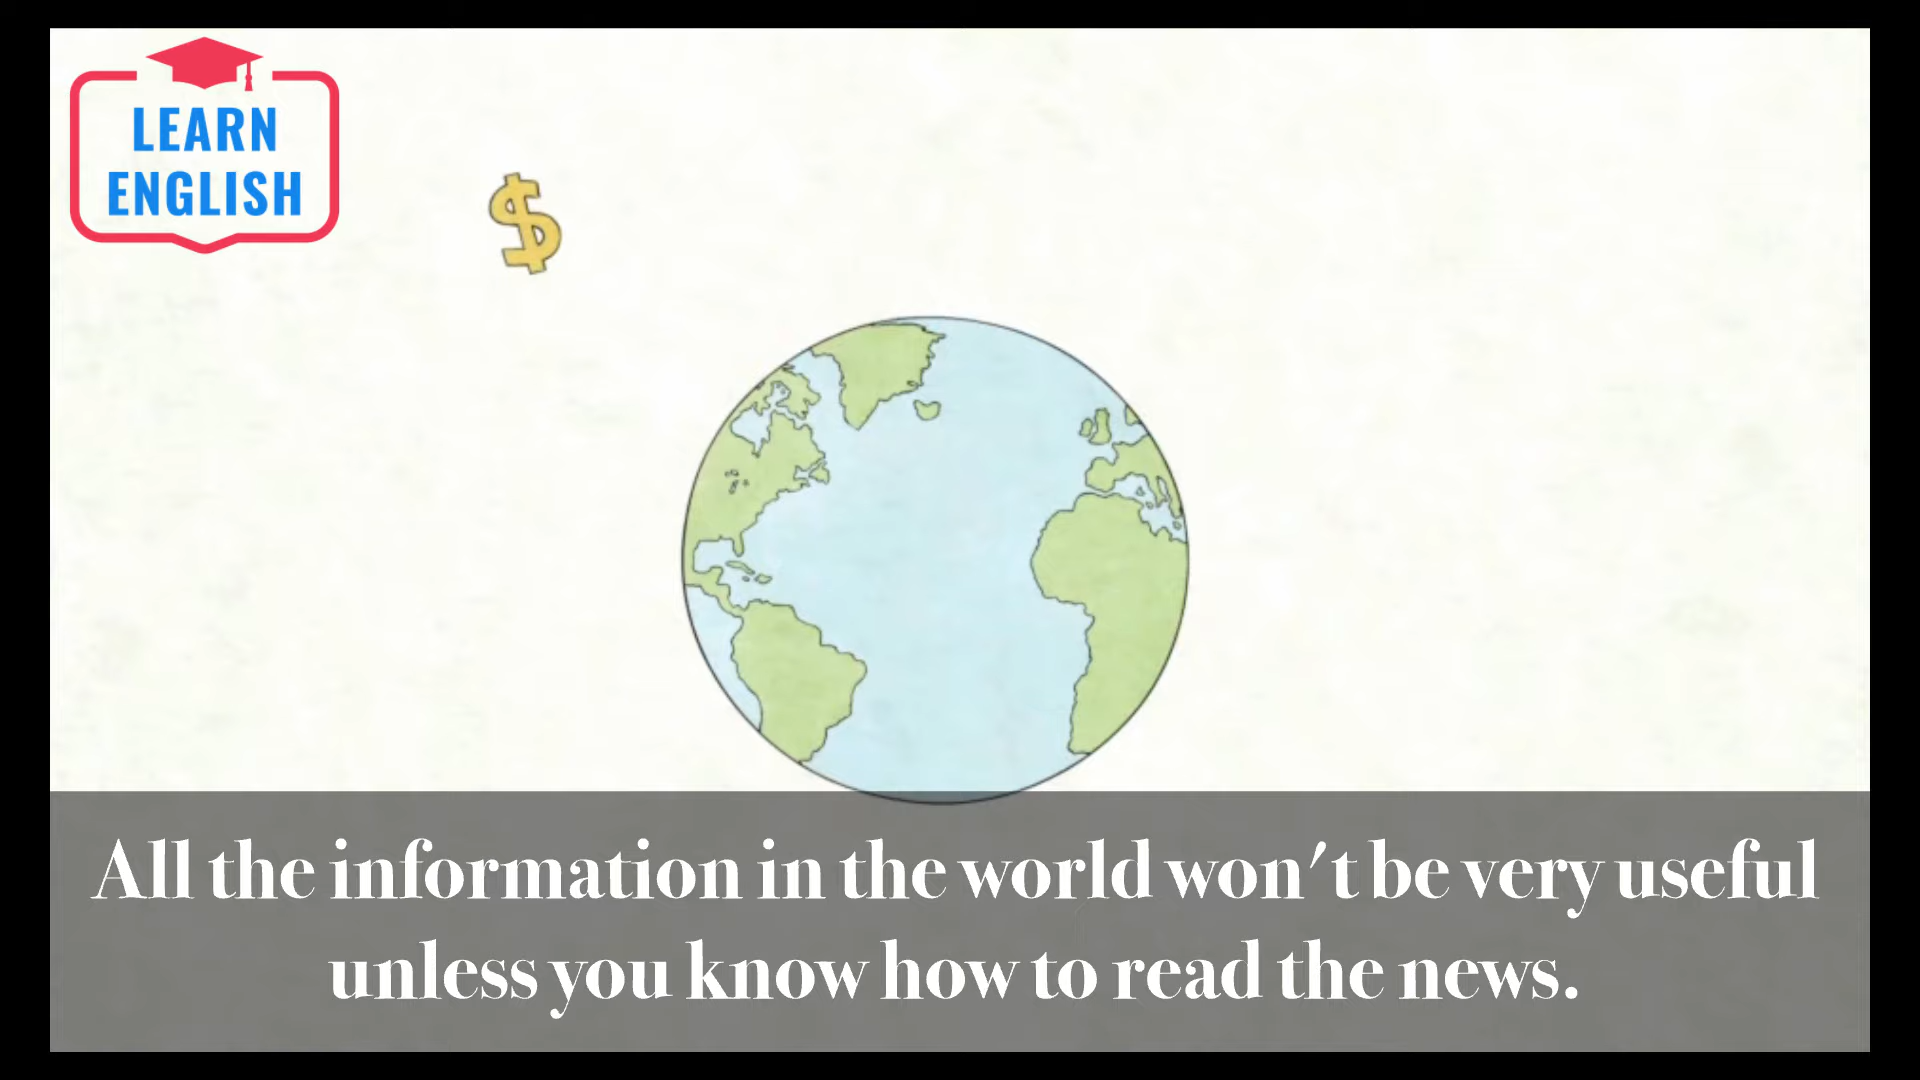 LEARN
ENGLISH
$
All the information in the world won't be very useful
unless you know how to read the news.